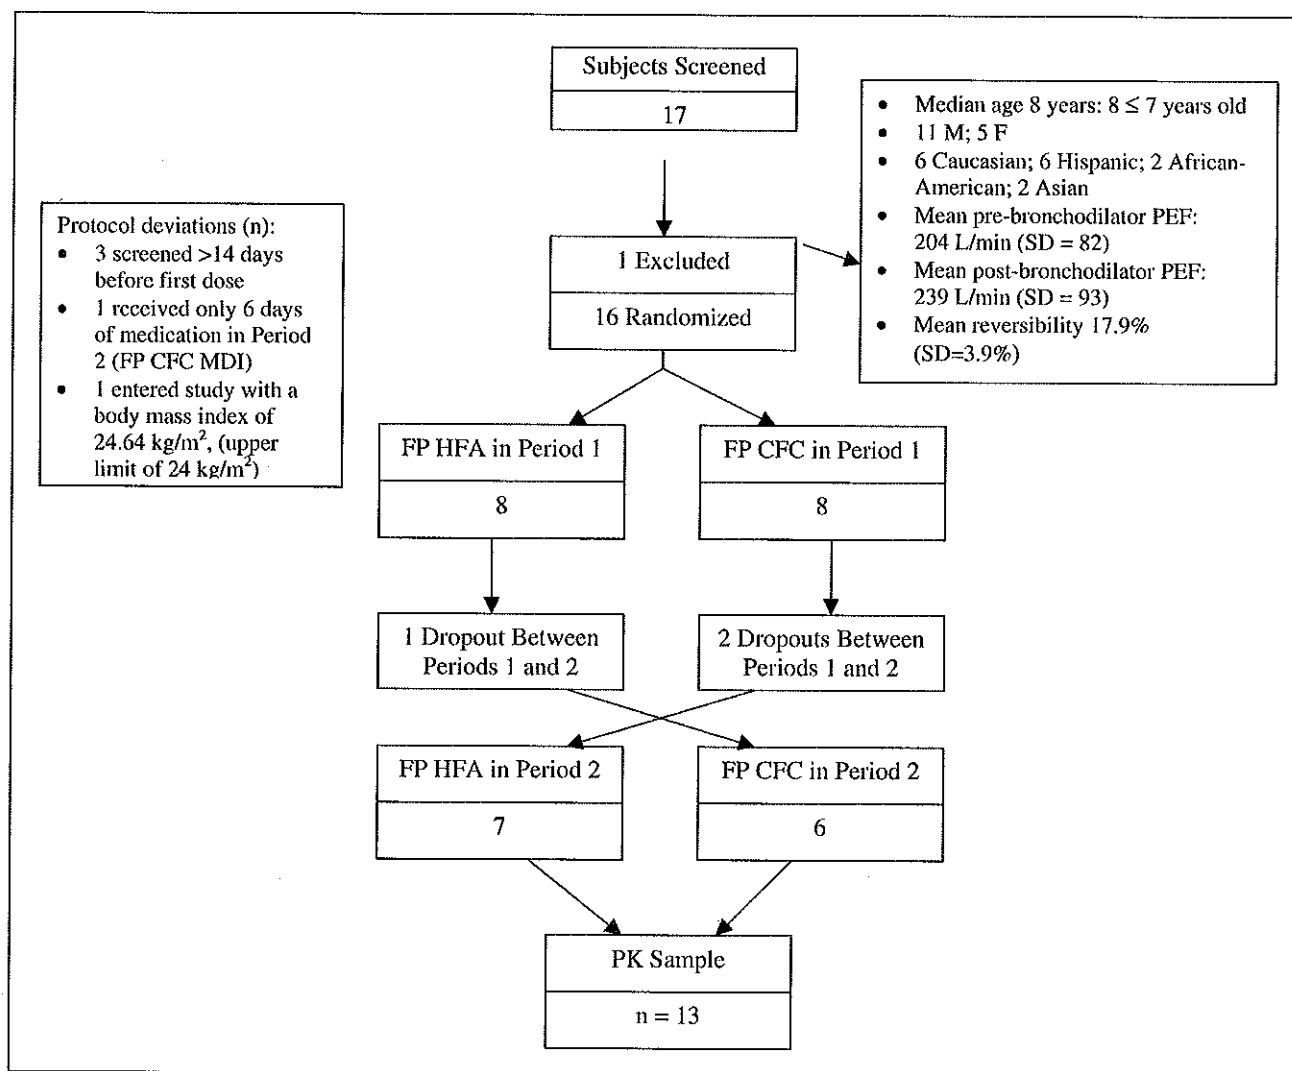 Subjects Screened
17
• Median age 8 years: 8 ≤ 7 years old
• 11 M; 5 F
• 6 Caucasian; 6 Hispanic; 2 African-
American; 2 Asian
• Mean pre-bronchodilator PEF:
204 L/min (SD = 82)
• Mean post-bronchodilator PEF:
239 L/min (SD = 93)
• Mean reversibility 17.9%
(SD=3.9%)
Protocol deviations (n):
• 3 screened >14 days
before first dose
• 1 received only 6 days
of medication in Period
2 (FP CFC MDI)
• 1 entered study with a
body mass index of
24.64 kg/m², (upper
limit of 24 kg/m²)
1 Excluded
16 Randomized
FP HFA in Period 1
8
FP CFC in Period 1
8
1 Dropout Between
Periods 1 and 2
2 Dropouts Between
Periods 1 and 2
FP HFA in Period 2
7
FP CFC in Period 2
6
PK Sample
n = 13